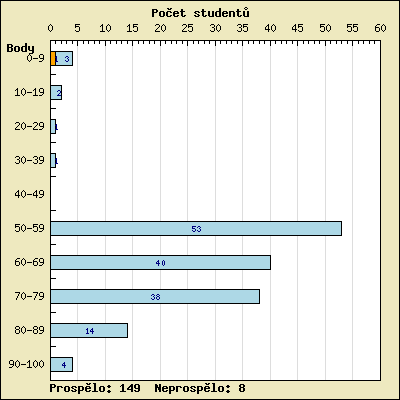 Počet studentů
0 5 10 15 20 25 30 35 40 45 50 55 60
Body
0-9 1 3
10-19 2
20-29 1
30-39 1
40-49
50-59 53
60-69 40
70-79 38
80-89 14
90-100 4
Prospělo: 149 Neprospělo: 8